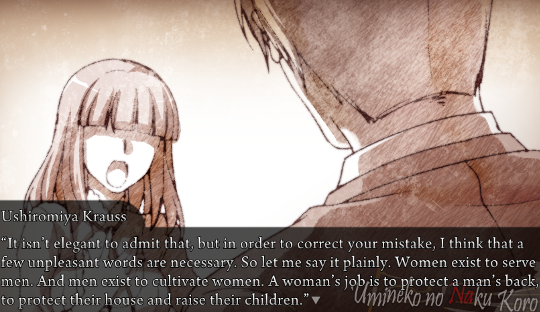 Ushiromiya Krauss
“It isn’t elegant to admit that, but in order to correct your mistake, I think that a
few unpleasant words are necessary. So let me say it plainly. Women exist to serve
men. And men exist to cultivate women. A woman’s job is to protect a man’s back,
to protect their house and raise their children.”
Umineko no Naku Koro